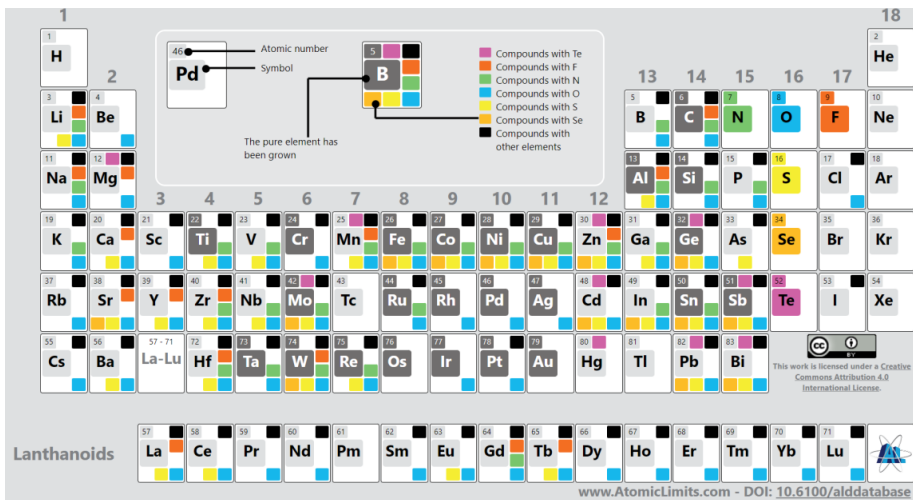 1 18
1 2
H He
46 Atomic number 5
Pd Symbol B
Compounds with Te
Compounds with F
Compounds with N
Compounds with O
Compounds with S
Compounds with Se
Compounds with
other elements
The pure element has
been grown
2 13 14 15 16 17
3 4 5 6 7 8 9 10
Li Be B C N O F Ne
11 12 13 14 15 16 17 18
Na Mg Al Si P S Cl Ar
3 4 5 6 7 8 9 10 11 12
19 20 21 22 23 24 25 26 27 28 29 30 31 32 33 34 35 36
K Ca Sc Ti V Cr Mn Fe Co Ni Cu Zn Ga Ge As Se Br Kr
37 38 39 40 41 42 43 44 45 46 47 48 49 50 51 52 53 54
Rb Sr Y Zr Nb Mo Tc Ru Rh Pd Ag Cd In Sn Sb Te I Xe
55 56 57 - 71 72 73 74 75 76 77 78 79 80 81 82 83
Cs Ba La-Lu Hf Ta W Re Os Ir Pt Au Hg Tl Pb Bi
cc BY
This work is licensed under a Creative
Commons Attribution 4.0
International License.
57 58 59 60 61 62 63 64 65 66 67 68 69 70 71
Lanthanoids La Ce Pr Nd Pm Sm Eu Gd Tb Dy Ho Er Tm Yb Lu
www.AtomicLimits.com - DOI: 10.6100/alddatabase